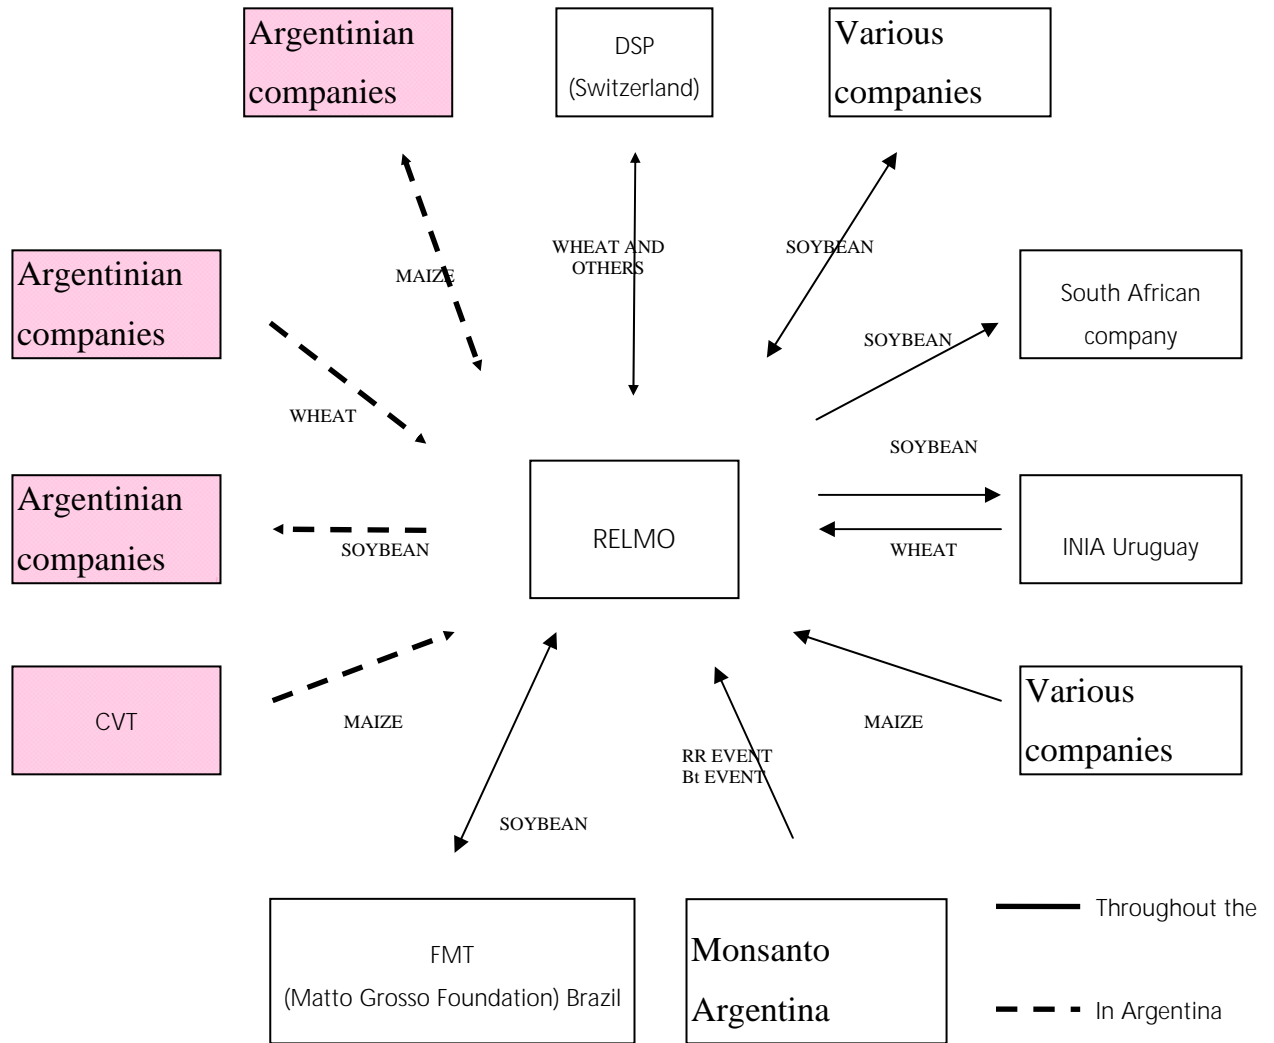 Argentinian
companies
DSP
(Switzerland)
Various
companies
WHEAT AND
OTHERS
SOYBEAN
MAIZE
Argentinian
companies
South African
company
SOYBEAN
WHEAT
SOYBEAN
Argentinian
companies
RELMO
SOYBEAN
WHEAT
INIA Uruguay
CVT
MAIZE
Various
companies
MAIZE
RR EVENT
Bt EVENT
SOYBEAN
FMT
(Matto Grosso Foundation) Brazil
Monsanto
Argentina
Throughout the
In Argentina